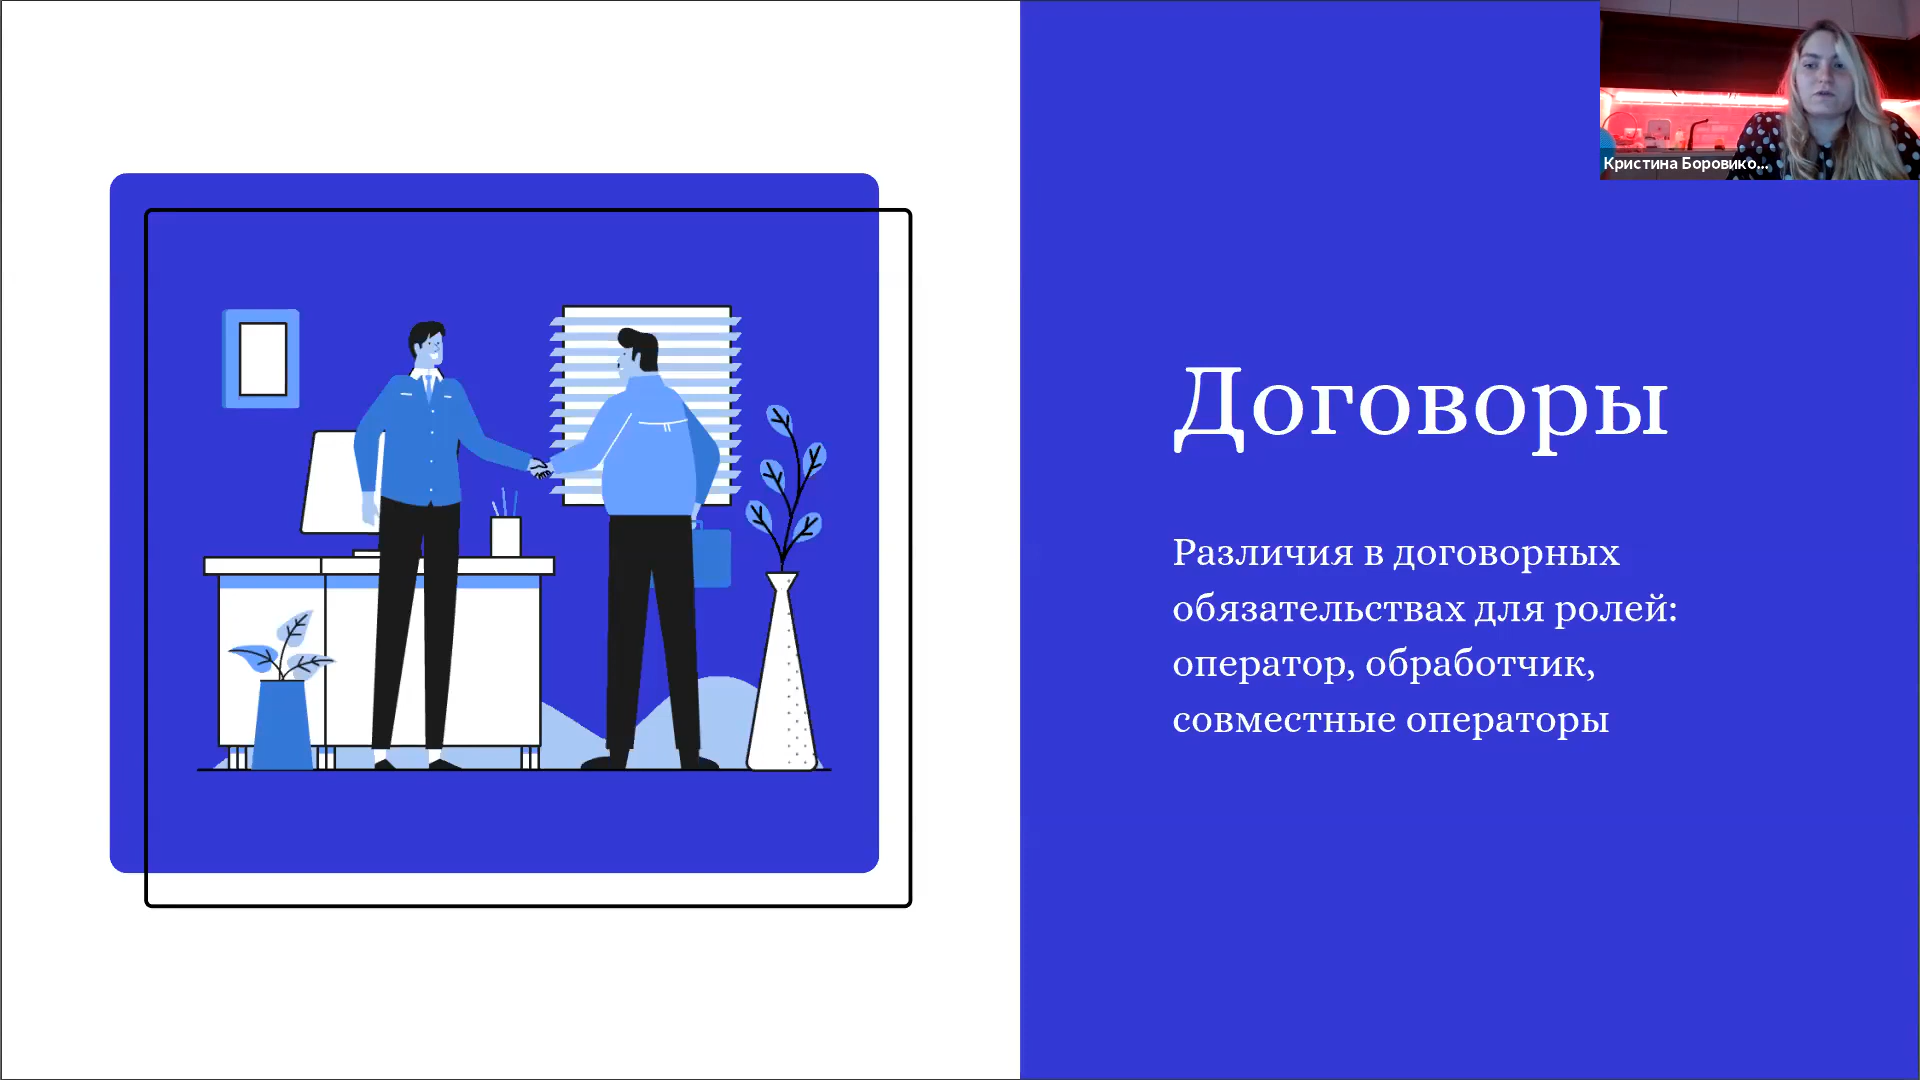 Кристина Боровико...
Договоры
Различия в договорных
обязательствах для ролей:
оператор, обработчик,
совместные операторы